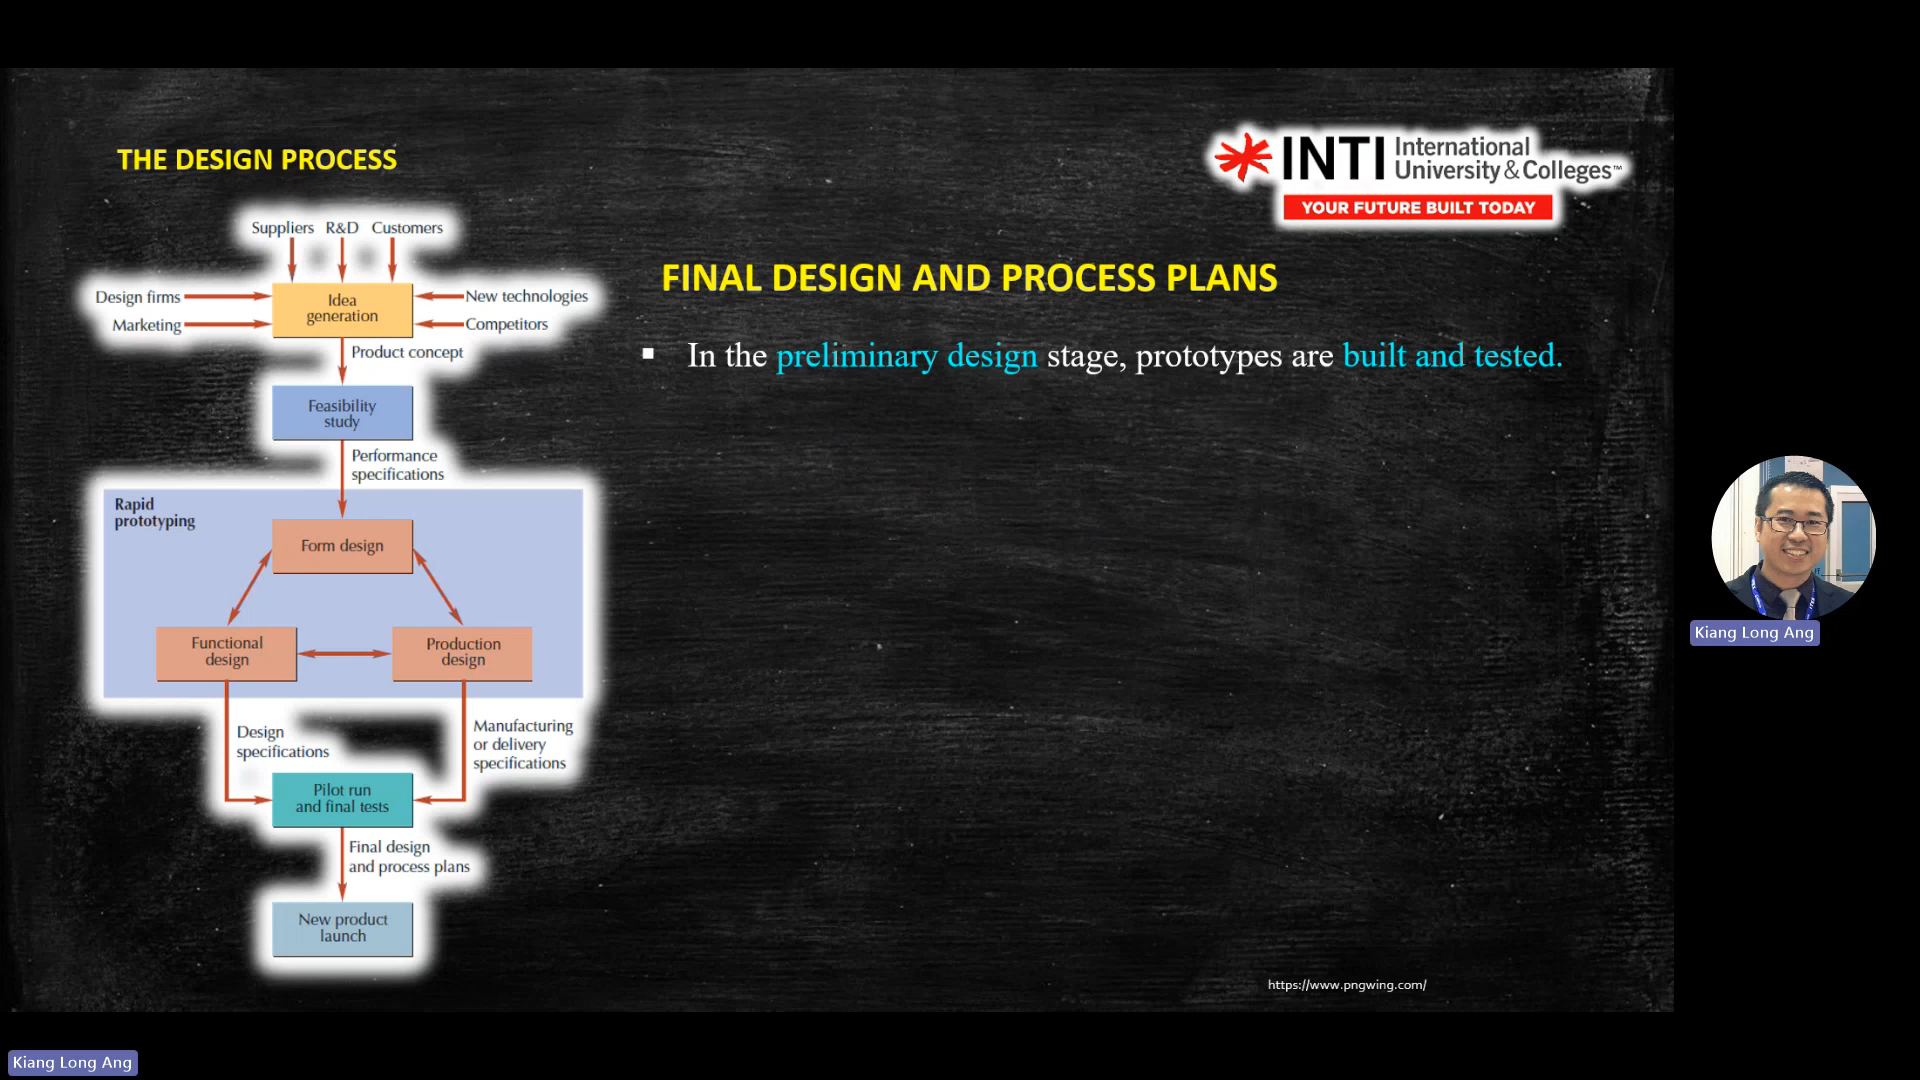 THE DESIGN PROCESS
INTI International
University & Colleges™
YOUR FUTURE BUILT TODAY
Suppliers R&D Customers
Design firms
Marketing
Idea
generation
New technologies
Competitors
Product concept
Feasibility
study
Performance
specifications
Rapid
prototyping
Form design
Functional
design
Production
design
Design
specifications
Manufacturing
or delivery
specifications
Pilot run
and final tests
Final design
and process plans
New product
launch
FINAL DESIGN AND PROCESS PLANS
▪ In the preliminary design stage, prototypes are built and tested.
https://www.pngwing.com/
Kiang Long Ang
Kiang Long Ang